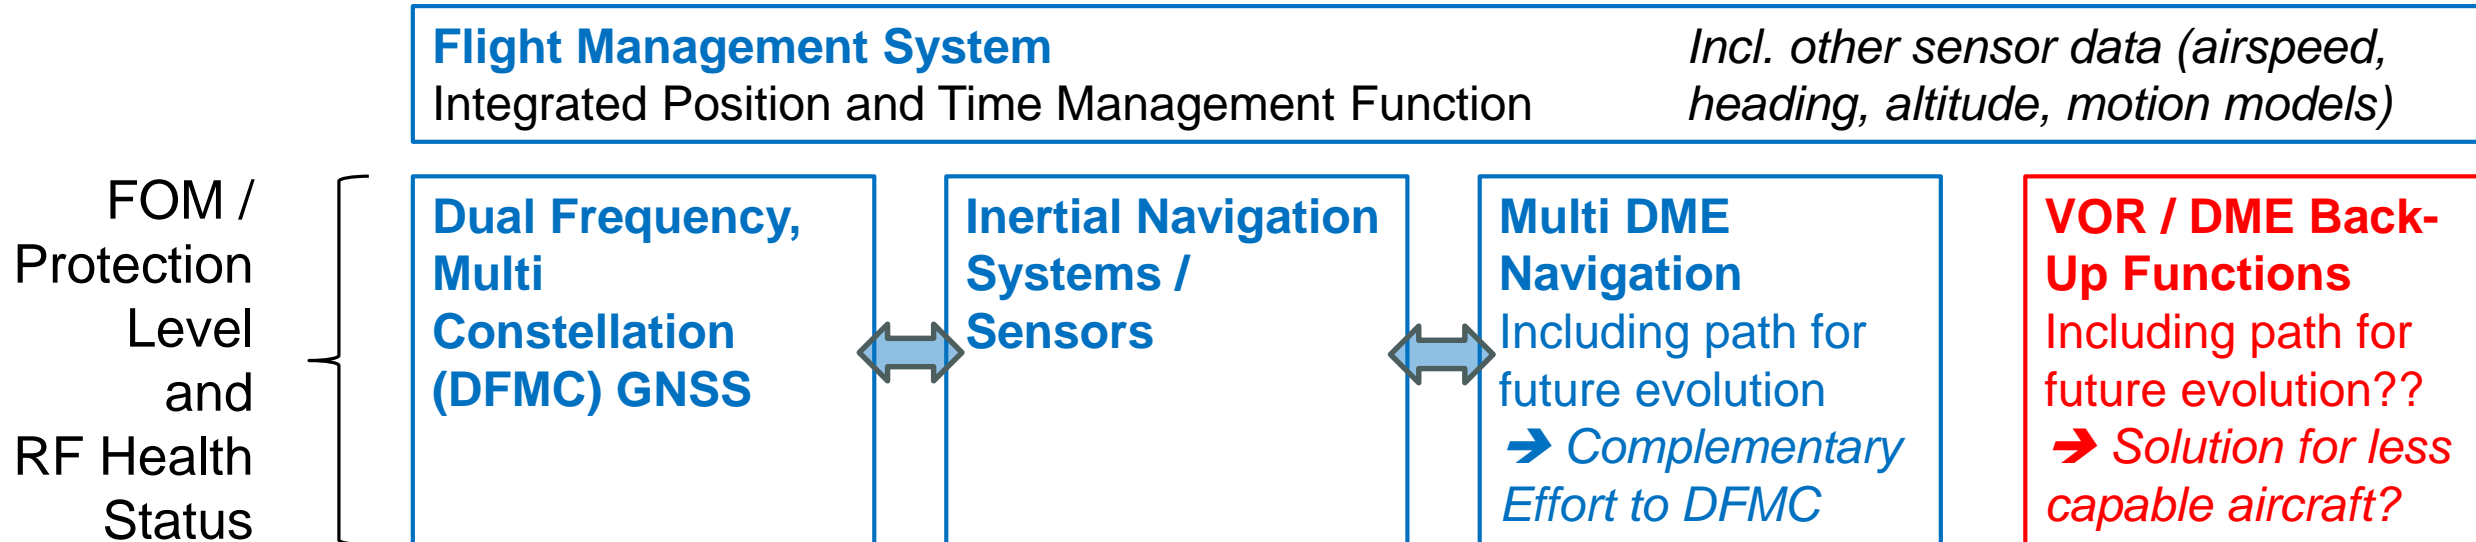 Flight Management System
Integrated Position and Time Management Function
Incl. other sensor data (airspeed,
heading, altitude, motion models)
FOM /
Protection
Level
and
RF Health
Status
Dual Frequency,
Multi
Constellation
(DFMC) GNSS
Inertial Navigation
Systems /
Sensors
Multi DME
Navigation
Including path for
future evolution
➔ Complementary
Effort to DFMC
VOR / DME Back-
Up Functions
Including path for
future evolution??
➔ Solution for less
capable aircraft?